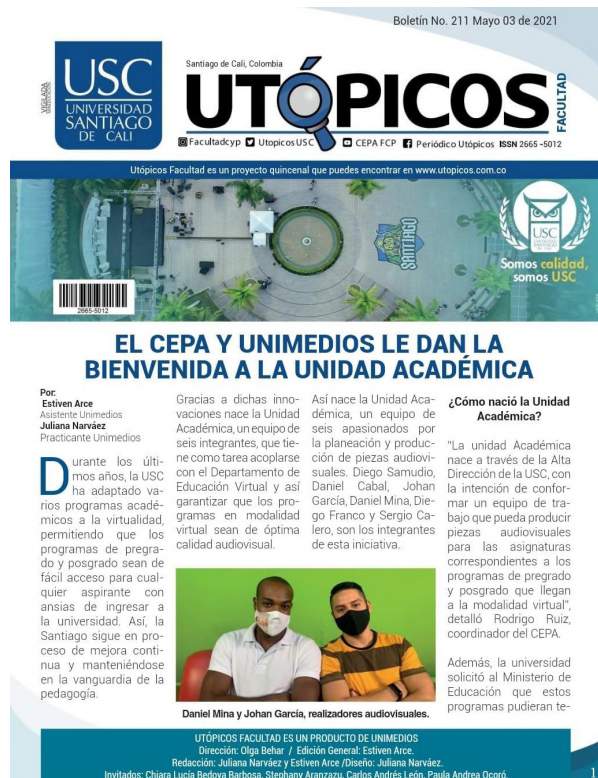 Boletín No. 211 Mayo 03 de 2021
VIGILADA
USC
UNIVERSIDAD
SANTIAGO
DE CALI
Santiago de Cali, Colombia
UTÓPICOS
FACULTAD
Facultadcyp UtopicosUSC CEPA FCP Periódico Utópicos ISSN 2665 -5012
Utópicos Facultad es un proyecto quincenal que puedes encontrar en www.utopicos.com.co
SANTIAGO
USC
Somos calidad,
somos USC
2665-5012
EL CEPA Y UNIMEDIOS LE DAN LA
BIENVENIDA A LA UNIDAD ACADÉMICA
Por:
Estiven Arce
Asistente Unimedios
Juliana Narváez
Practicante Unimedios
Durante los últi-
mos años, la USC
ha adaptado va-
rios programas acadé-
micos a la virtualidad,
permitiendo que los
programas de pregra-
do y posgrado sean de
fácil acceso para cual-
quier aspirante con
ansias de ingresar a
la universidad. Así, la
Santiago sigue en pro-
ceso de mejora conti-
nua y manteniéndose
en la vanguardia de la
pedagogía.
Gracias a dichas inno-
vaciones nace la Unidad
Académica, un equipo de
seis integrantes, que tie-
ne como tarea acoplarse
con el Departamento de
Educación Virtual y así
garantizar que los pro-
gramas en modalidad
virtual sean de óptima
calidad audiovisual.
Así nace la Unidad Aca-
démica, un equipo de
seis apasionados por
la planeación y produc-
ción de piezas audiovi-
suales. Diego Samudio,
Daniel Cabal, Johan
García, Daniel Mina, Die-
go Franco y Sergio Ca-
lero, son los integrantes
de esta iniciativa.
Daniel Mina y Johan García, realizadores audiovisuales.
¿Cómo nació la Unidad
Académica?
"La unidad Académica
nace a través de la Alta
Dirección de la USC, con
la intención de confor-
mar un equipo de tra-
bajo que pueda producir
piezas audiovisuales
para las asignaturas
correspondientes a los
programas de pregrado
y posgrado que llegan
a la modalidad virtual",
detalló Rodrigo Ruiz,
coordinador del CEPA.
Además, la universidad
solicitó al Ministerio de
Educación que estos
programas pudieran te-
UTÓPICOS FACULTAD ES UN PRODUCTO DE UNIMEDIOS
Dirección: Olga Behar / Edición General: Estiven Arce.
Redacción: Juliana Narváez y Estiven Arce /Diseño: Juliana Narváez.
Invitados: Chiara Lucía Bedoya Barbosa, Stephany Aranzazu, Carlos Andrés León, Paula Andrea Ocoró.
1